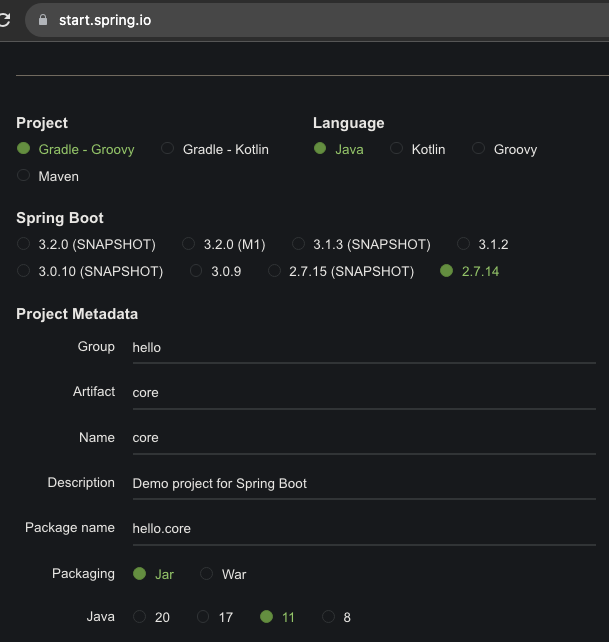 start.spring.io
Project
Language
Gradle - Groovy Gradle - Kotlin Java Kotlin Groovy
Maven
Spring Boot
3.2.0 (SNAPSHOT) 3.2.0 (M1) 3.1.3 (SNAPSHOT) 3.1.2
3.0.10 (SNAPSHOT) 3.0.9 2.7.15 (SNAPSHOT) 2.7.14
Project Metadata
Group hello
Artifact core
Name core
Description Demo project for Spring Boot
Package name hello.core
Packaging Jar War
Java 20 17 11 8